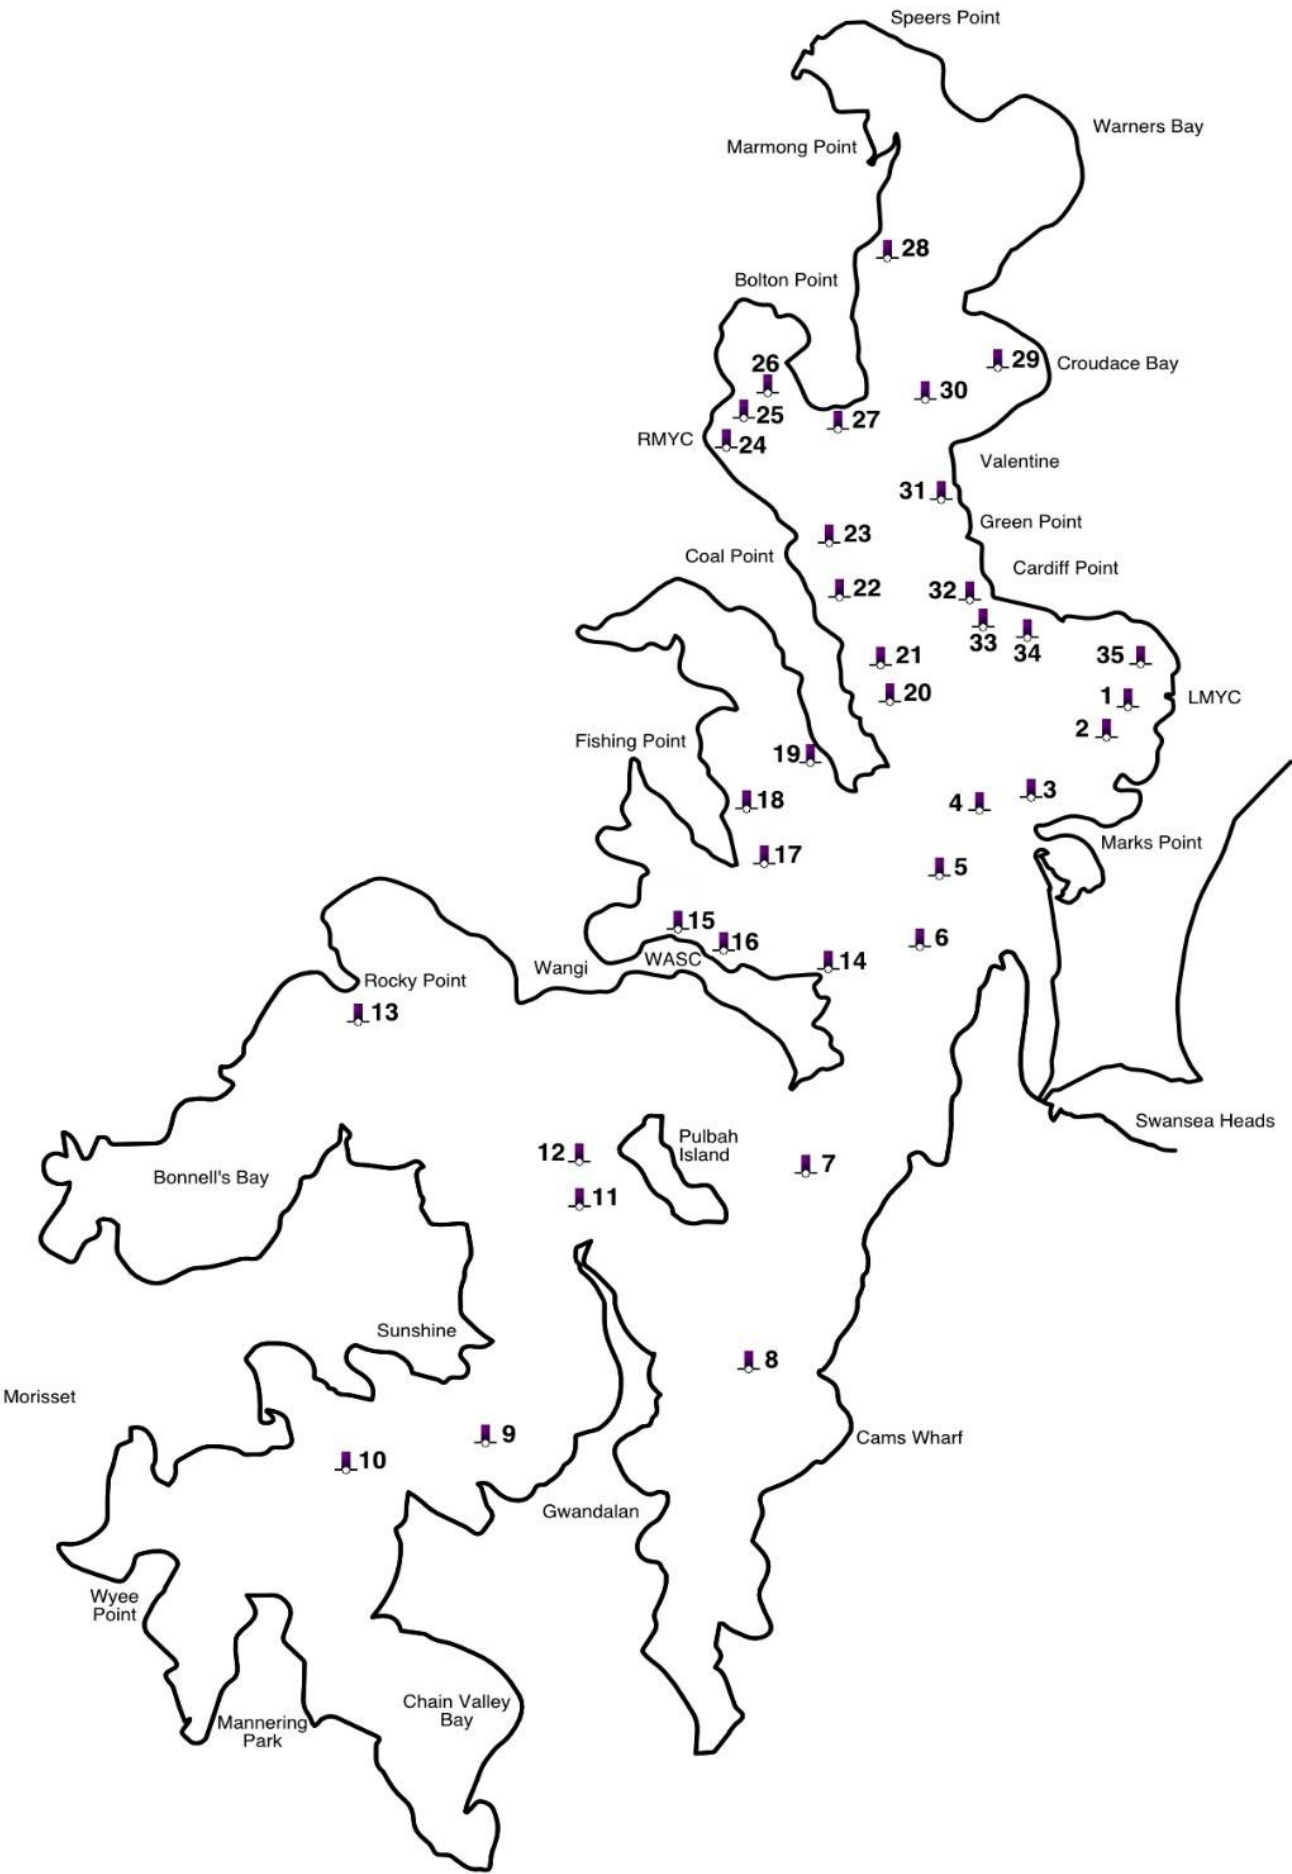 Speers Point
Warners Bay
Marmong Point
28
Bolton Point
29
Croudace Bay
26
30
25
27
RMYC
24
Valentine
31
Green Point
23
Coal Point
Cardiff Point
22
32
33
34
21
35
20
1
LMYC
2
Fishing Point
19
18
4
3
Marks Point
17
5
15
16
6
WASC
14
Wangi
Rocky Point
13
Swansea Heads
Pulbah
Island
12
7
Bonnell's Bay
11
Sunshine
8
Morisset
9
Cams Wharf
10
Gwandalan
Wyee
Point
Chain Valley
Bay
Mannering
Park